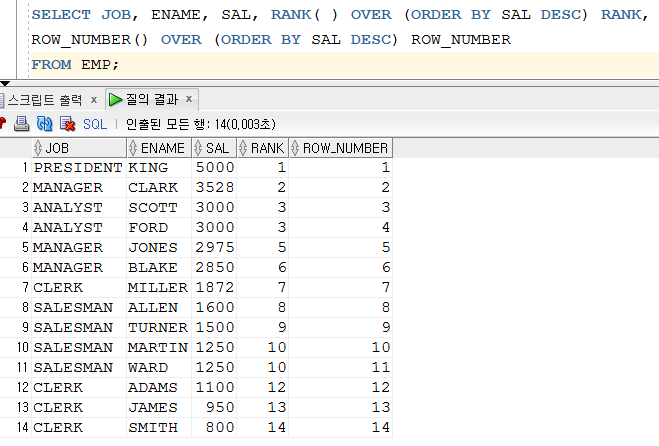 SELECT JOB, ENAME, SAL, RANK( ) OVER (ORDER BY SAL DESC) RANK,
ROW_NUMBER() OVER (ORDER BY SAL DESC) ROW_NUMBER
FROM EMP;
스크립트 출력 x 질의 결과 x
SQL | 인출된 모든 행: 14(0,003초)
JOB ENAME SAL RANK ROW_NUMBER
1 PRESIDENT KING 5000 1 1
2 MANAGER CLARK 3528 2 2
3 ANALYST SCOTT 3000 3 3
4 ANALYST FORD 3000 3 4
5 MANAGER JONES 2975 5 5
6 MANAGER BLAKE 2850 6 6
7 CLERK MILLER 1872 7 7
8 SALESMAN ALLEN 1600 8 8
9 SALESMAN TURNER 1500 9 9
10 SALESMAN MARTIN 1250 10 10
11 SALESMAN WARD 1250 10 11
12 CLERK ADAMS 1100 12 12
13 CLERK JAMES 950 13 13
14 CLERK SMITH 800 14 14